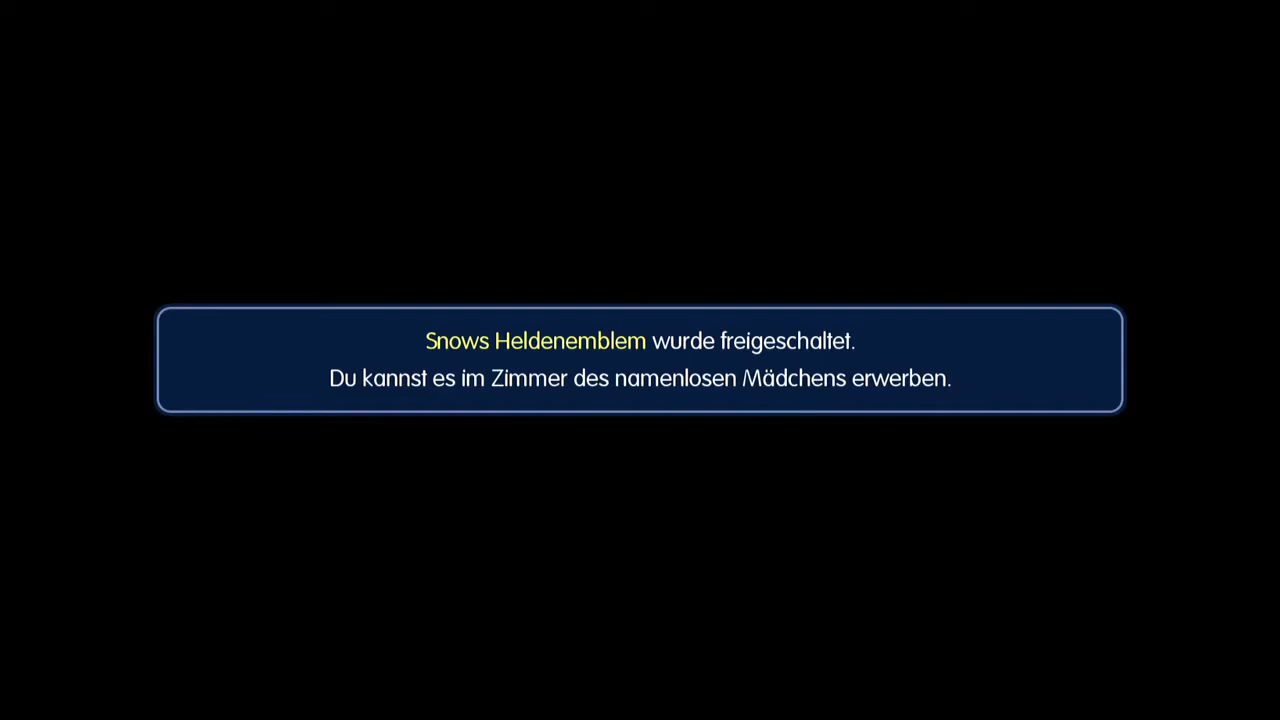 Snows Heldenemblem wurde freigeschaltet.
Du kannst es im Zimmer des namenlosen Mädchens erwerben.